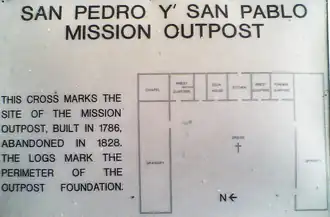 SAN PEDRO Y' SAN PABLO
MISSION OUTPOST
THIS CROSS MARKS THE
SITE OF THE MISSION
OUTPOST, BUILT IN 1786,
ABANDONED IN 1828.
THE LOGS MARK THE
PERIMETER OF THE
OUTPOST FOUNDATION.
CHAPEL
GRANARY
N